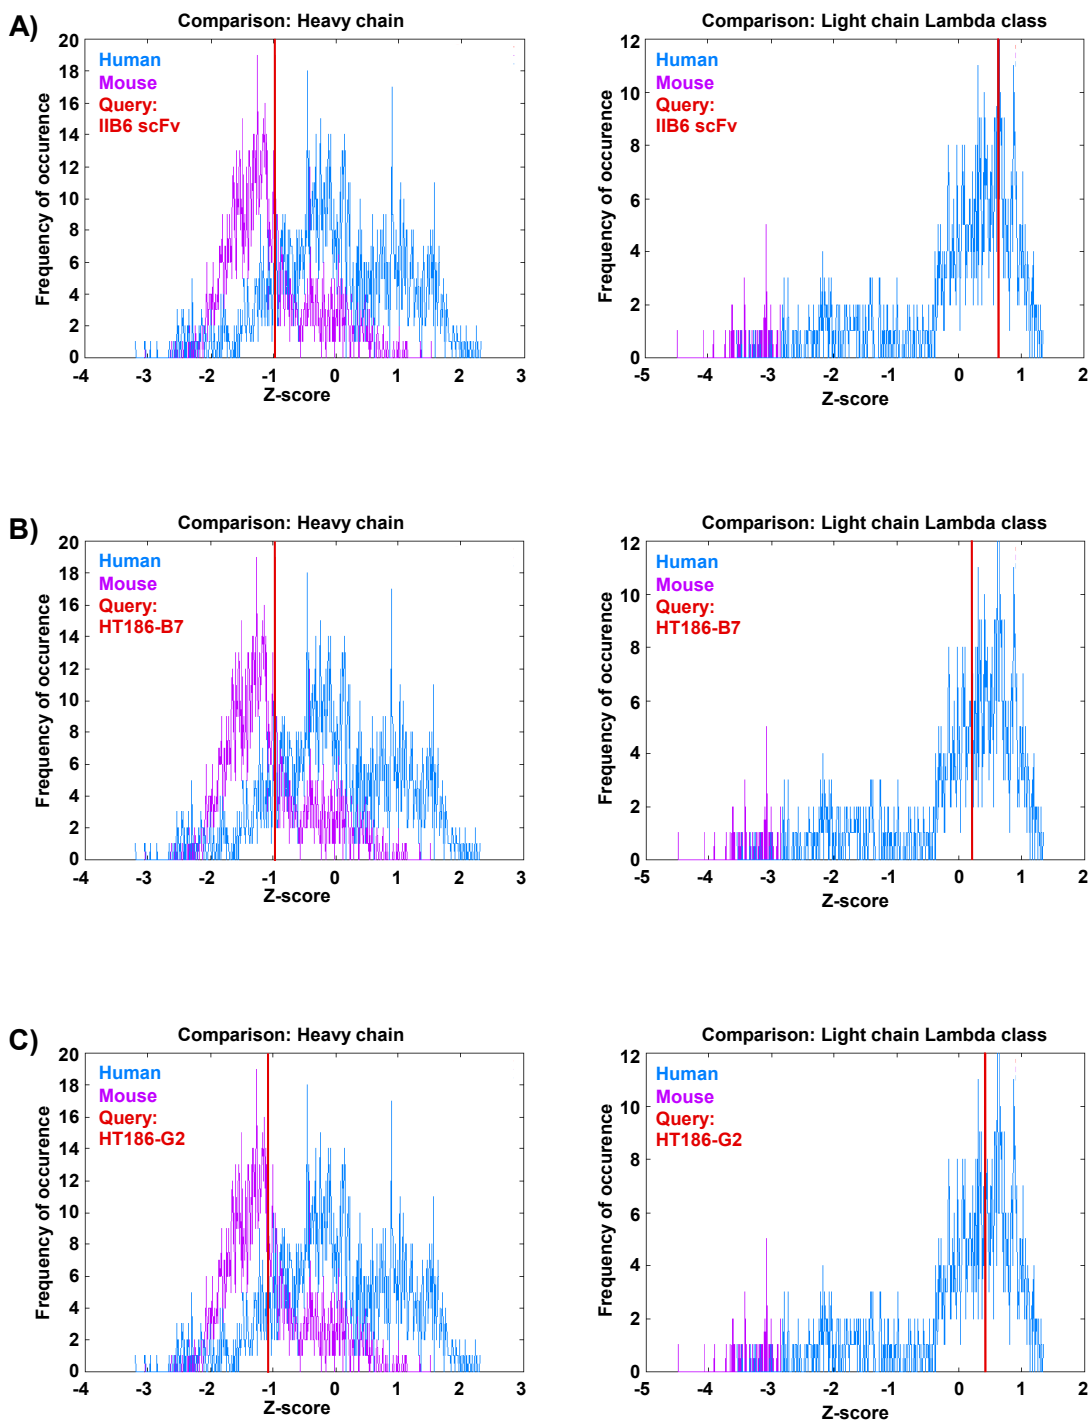 A)
Comparison: Heavy chain
20
18
16
14
12
10
8
6
4
2
0
Frequency of occurence
Human
Mouse
Query:
IIB6 scFv
-4 -3 -2 -1 0 1 2 3
Z-score
Comparison: Light chain Lambda class
12
10
8
6
4
2
0
Frequency of occurence
Human
Mouse
Query:
IIB6 scFv
-5 -4 -3 -2 -1 0 1 2
Z-score
B)
Comparison: Heavy chain
20
18
16
14
12
10
8
6
4
2
0
Frequency of occurence
Human
Mouse
Query:
HT186-B7
-4 -3 -2 -1 0 1 2 3
Z-score
Comparison: Light chain Lambda class
12
10
8
6
4
2
0
Frequency of occurence
Human
Mouse
Query:
HT186-B7
-5 -4 -3 -2 -1 0 1 2
Z-score
C)
Comparison: Heavy chain
20
18
16
14
12
10
8
6
4
2
0
Frequency of occurence
Human
Mouse
Query:
HT186-G2
-4 -3 -2 -1 0 1 2 3
Z-score
Comparison: Light chain Lambda class
12
10
8
6
4
2
0
Frequency of occurence
Human
Mouse
Query:
HT186-G2
-5 -4 -3 -2 -1 0 1 2
Z-score